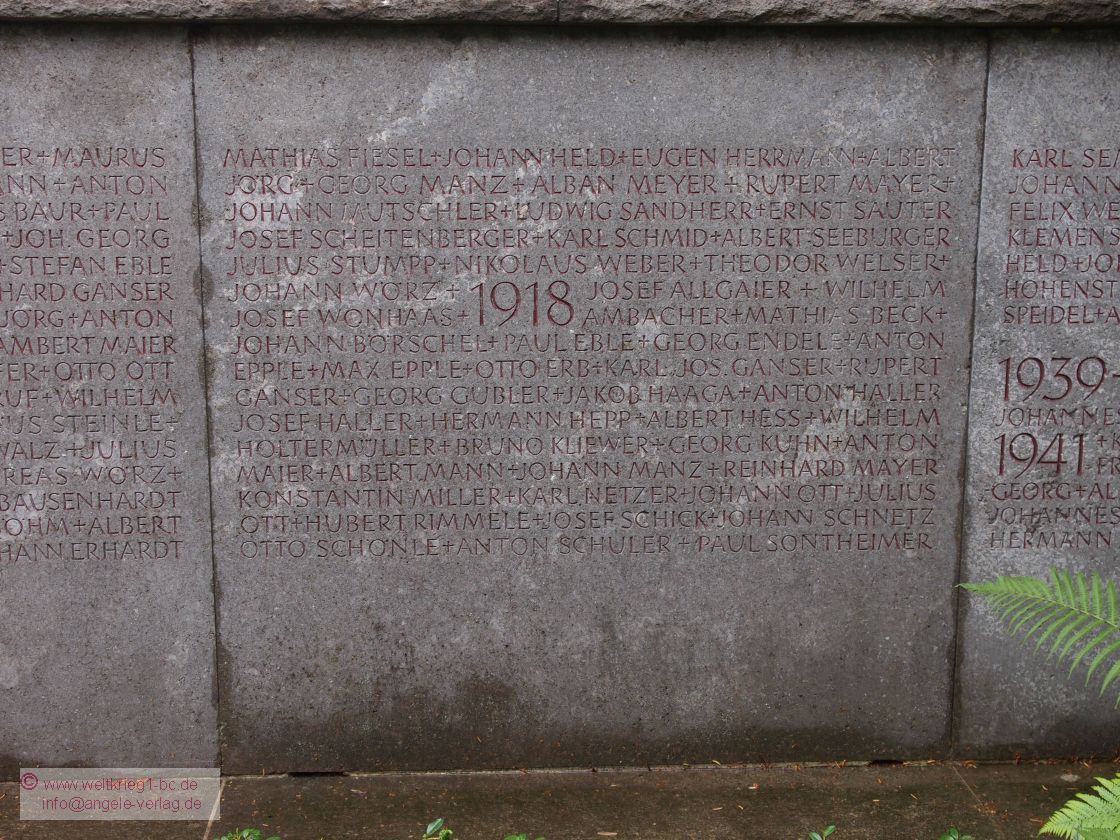 ER+MAURUS
ANN+ANTON
S BAUR+PAUL
+JOH. GEORG
+STEFAN EBLE
HARD GANSER
JÖRG+ANTON
AMBERT MAIER
FER+OTTO OTT
RUF+WILHELM
US STEINLE+
WALZ+JULIUS
REAS WÖRZ+
BAUSENHARDT
BÖHM+ALBERT
HANN ERHARDT
MATHIAS FIESEL+JOHANN HELD+EUGEN HERRMANN+ALBERT
JÖRG+GEORG MANZ+ALBAN MEYER+RUPERT MAYER+
JOHANN MUTSCHLER+LUDWIG SANDHERR+ERNST SAUTER
JOSEF SCHEITENBERGER+KARL SCHMID+ALBERT SEEBURGER
JULIUS STUMPP+NIKOLAUS WEBER+THEODOR WELSER+
JOHANN WÖRZ+ 1918 JOSEF ALLGAIER+WILHELM
JOSEF WONHAAS+ AMBACHER+MATHIAS BECK+
JOHANN BÖRSCHEL+PAUL EBLE+GEORG ENDELE+ANTON
EPPLE+MAX EPPLE+OTTO ERB+KARL JOS. GANSER+RUPERT
GANSER+GEORG GUBLER+JAKOB HAAGA+ANTON HALLER
JOSEF HALLER+HERMANN HEPP+ALBERT HESS+WILHELM
HOLTERMÜLLER+BRUNO KLIEWER+GEORG KUHN+ANTON
MAIER+ALBERT MANN+JOHANN MANZ+REINHARD MAYER
KONSTANTIN MILLER+KARL NETZER+JOHANN OTT+JULIUS
OTT+HUBERT RIMMELE+JOSEF SCHICK+JOHANN SCHNETZ
OTTO SCHÖNLE+ANTON SCHULER+PAUL SONTHEIMER
KARL SE
JOHANN
FELIX WE
KLEMENS
HELD+JO
HOHENST
SPEIDEL+A
1939
JOHANN
1941+
GEORG+AL
JOHANNES
HERMANN
© www.weltkrieg1-bc.de
info@angele-verlag.de